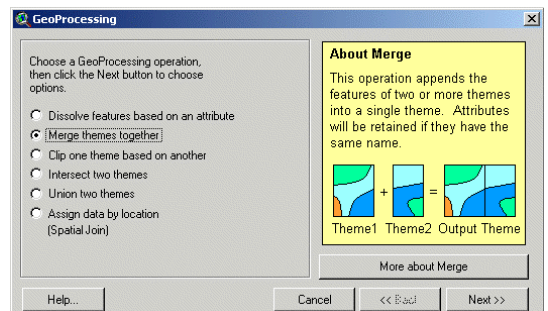 GeoProcessing
Choose a GeoProcessing operation,
then click the Next button to choose
options.
Dissolve features based on an attribute
Merge themes together
Clip one theme based on another
Intersect two themes
Union two themes
Assign data by location
(Spatial Join)
About Merge
This operation appends the
features of two or more themes
into a single theme. Attributes
will be retained if they have the
same name.
+ =
Theme1 Theme2 Output Theme
More about Merge
Help... Cancel << Back Next >>